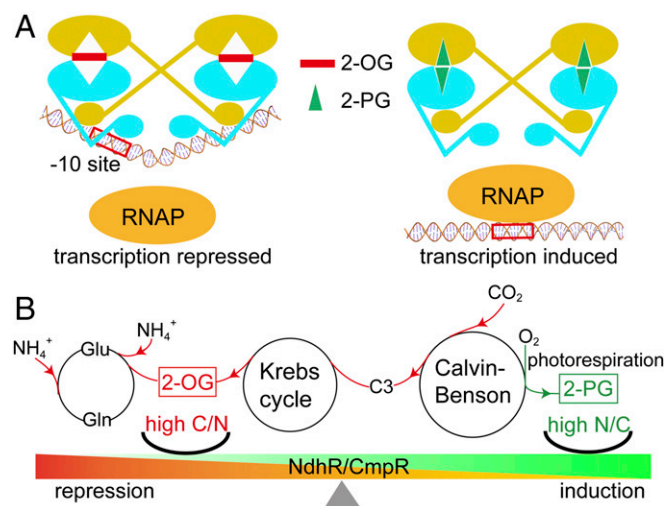 A
2-OG
2-PG
-10 site
RNAP
RNAP
transcription repressed
transcription induced
B
CO₂
NH₄⁺
NH₄⁺
Glu
O₂
photorespiration
2-OG
Krebs
cycle
C3
Calvin-
Benson
2-PG
Gln
high C/N
high N/C
NdhR/CmpR
repression
induction